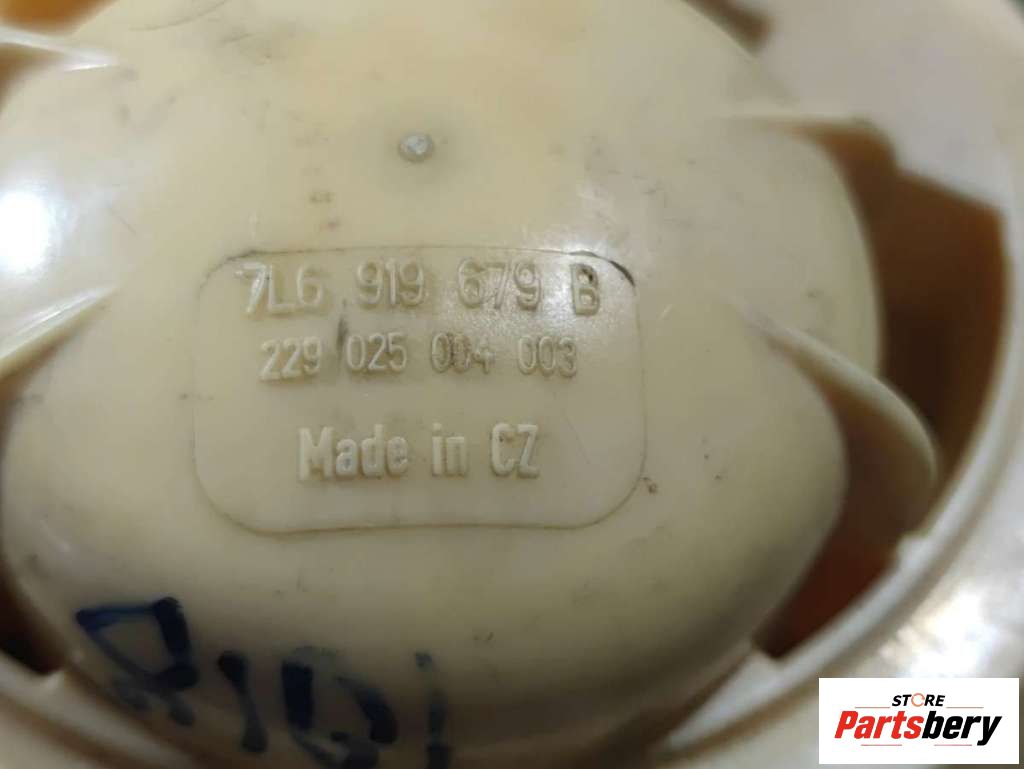 7L6 919 679 B
229 025 004 003
Made in CZ
STORE
Partsbery